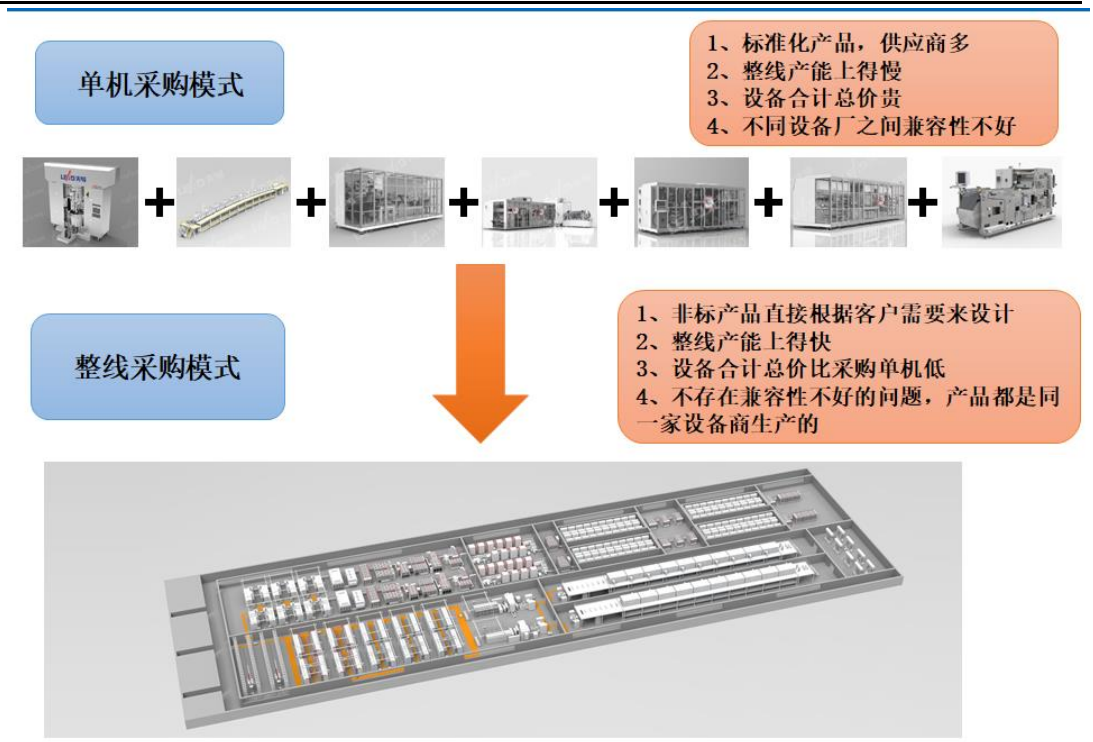 单机采购模式
1、标准化产品，供应商多
2、整线产能上得慢
3、设备合计总价贵
4、不同设备厂之间兼容性不好
整线采购模式
1、非标产品直接根据客户需要来设计
2、整线产能上得快
3、设备合计总价比采购单机低
4、不存在兼容性不好的问题，产品都是同
一家设备商生产的